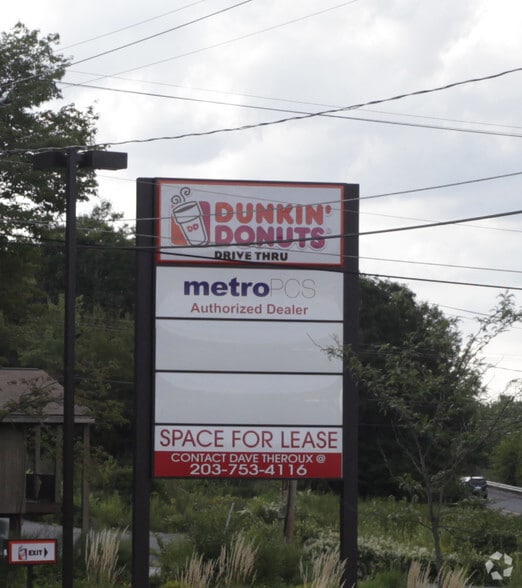 DUNKIN'
DONUTS
DRIVE THRU
metroPCS
Authorized Dealer
SPACE FOR LEASE
CONTACT DAVE THEROUX @
203-753-4116
EXIT